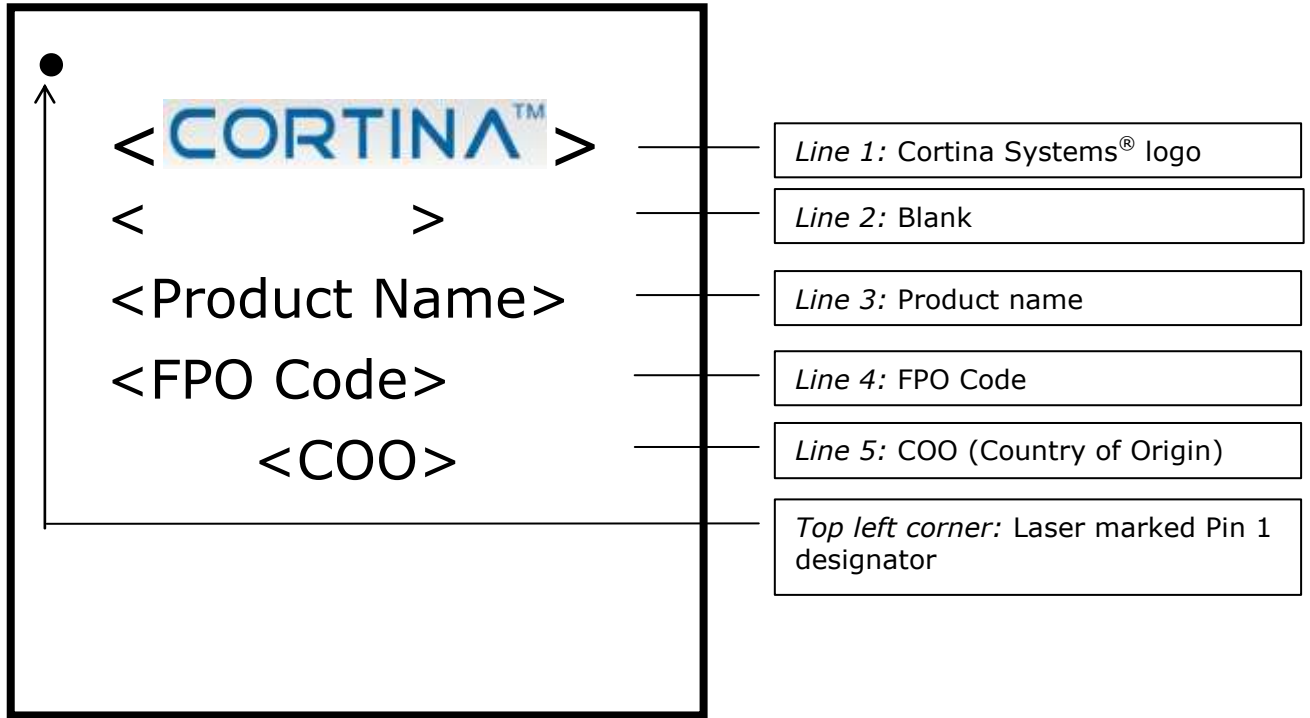 <CORTINA™> Line 1: Cortina Systems® logo
< > Line 2: Blank
<Product Name> Line 3: Product name
<FPO Code> Line 4: FPO Code
<COO> Line 5: COO (Country of Origin)
Top left corner: Laser marked Pin 1
designator